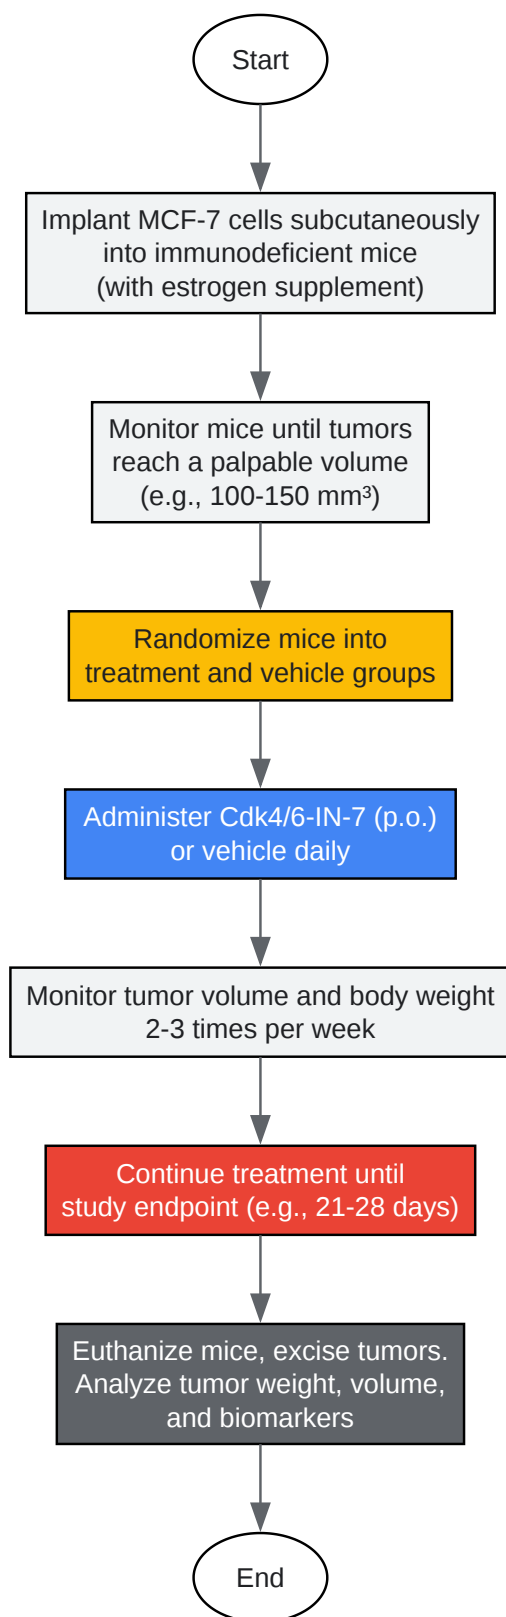 Start
Implant MCF-7 cells subcutaneously
into immunodeficient mice
(with estrogen supplement)
Monitor mice until tumors
reach a palpable volume
(e.g., 100-150 mm³)
Randomize mice into
treatment and vehicle groups
Administer Cdk4/6-IN-7 (p.o.)
or vehicle daily
Monitor tumor volume and body weight
2-3 times per week
Continue treatment until
study endpoint (e.g., 21-28 days)
Euthanize mice, excise tumors.
Analyze tumor weight, volume,
and biomarkers
End